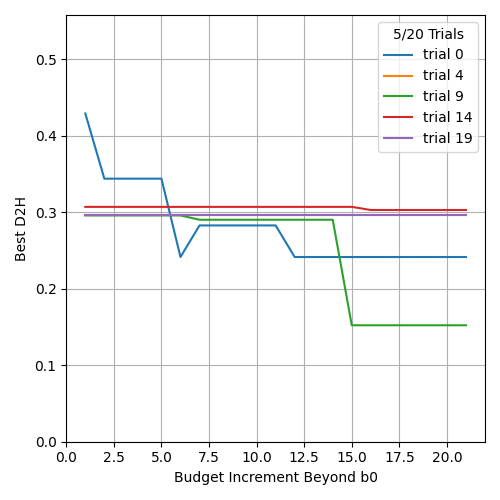 5/20 Trials
trial 0
trial 4
trial 9
trial 14
trial 19
Best D2H
0.5
0.4
0.3
0.2
0.1
0.0
0.0 2.5 5.0 7.5 10.0 12.5 15.0 17.5 20.0
Budget Increment Beyond b0